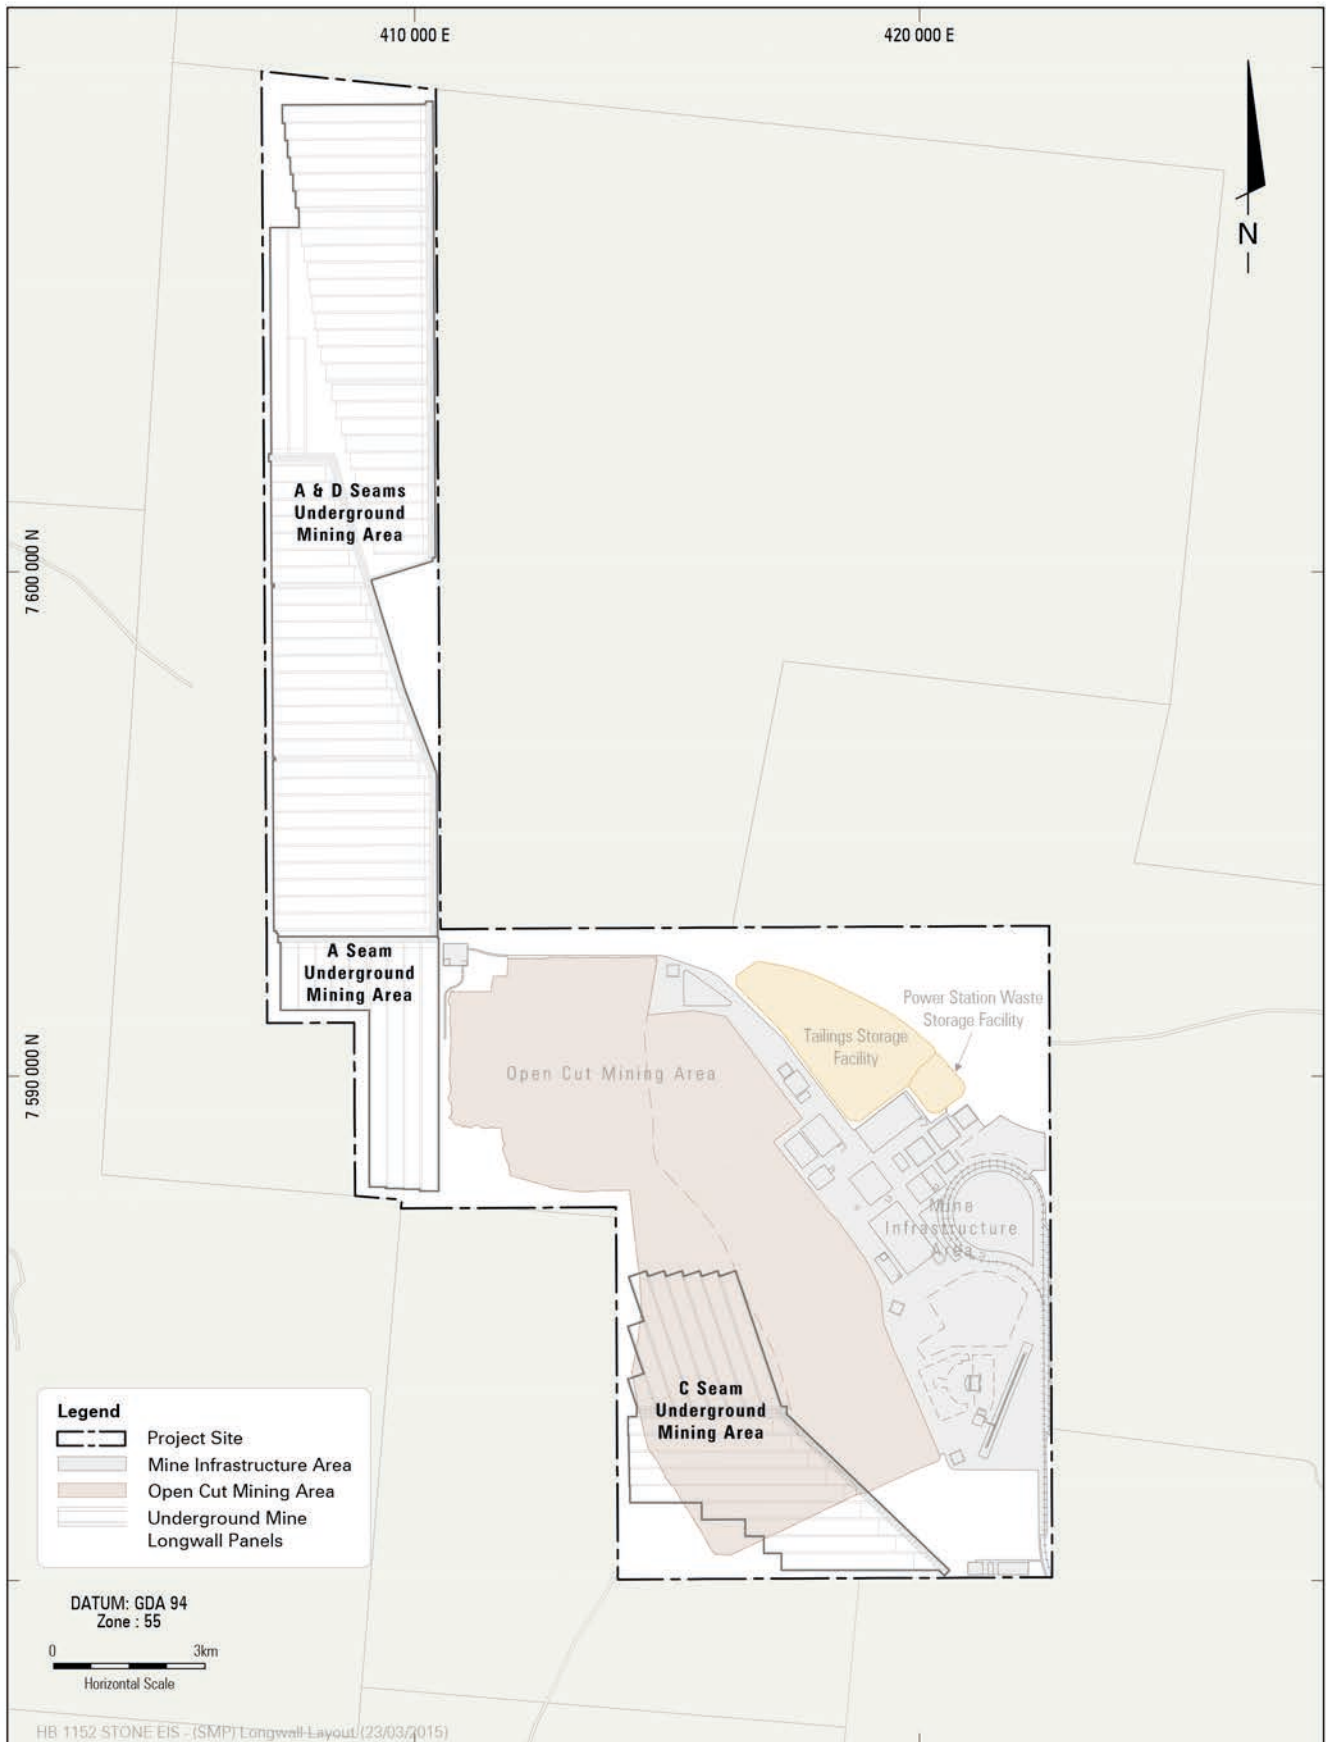 410 000 E
420 000 E
N
A & D Seams
Underground
Mining Area
7 600 000 N
A Seam
Underground
Mining Area
Power Station Waste
Storage Facility
Tailings Storage
Facility
Open Cut Mining Area
7 590 000 N
Mine
Infrastructure
Area
C Seam
Underground
Mining Area
Legend
Project Site
Mine Infrastructure Area
Open Cut Mining Area
Underground Mine
Longwall Panels
DATUM: GDA 94
Zone : 55
0 3km
Horizontal Scale
HB 1152 STONE EIS - (SMP) Longwall Layout (23/03/2015)